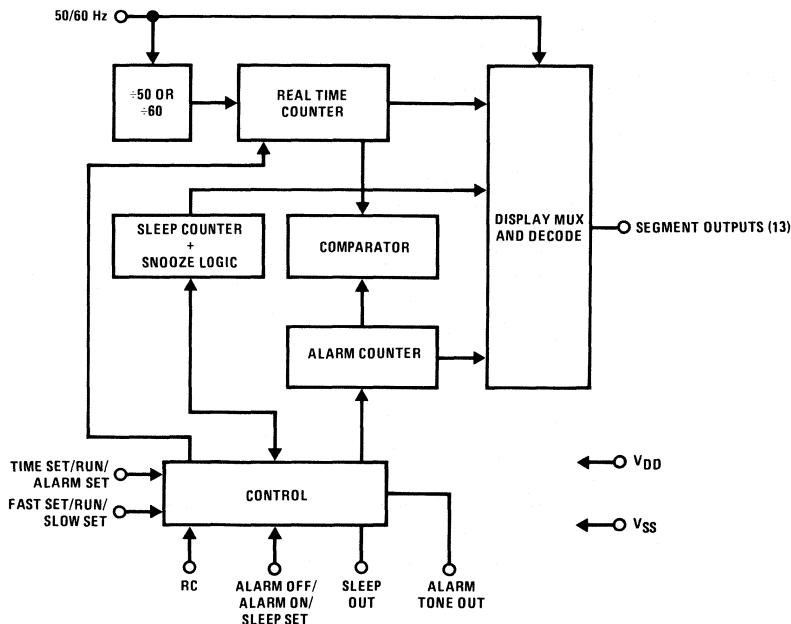 50/60 Hz
÷50 OR
÷60
REAL TIME
COUNTER
SLEEP COUNTER
+
SNOOZE LOGIC
COMPARATOR
DISPLAY MUX
AND DECODE
SEGMENT OUTPUTS (13)
ALARM COUNTER
TIME SET/RUN/
ALARM SET
FAST SET/RUN/
SLOW SET
CONTROL
VDD
VSS
RC
ALARM OFF/
ALARM ON/
SLEEP SET
SLEEP
OUT
ALARM
TONE OUT